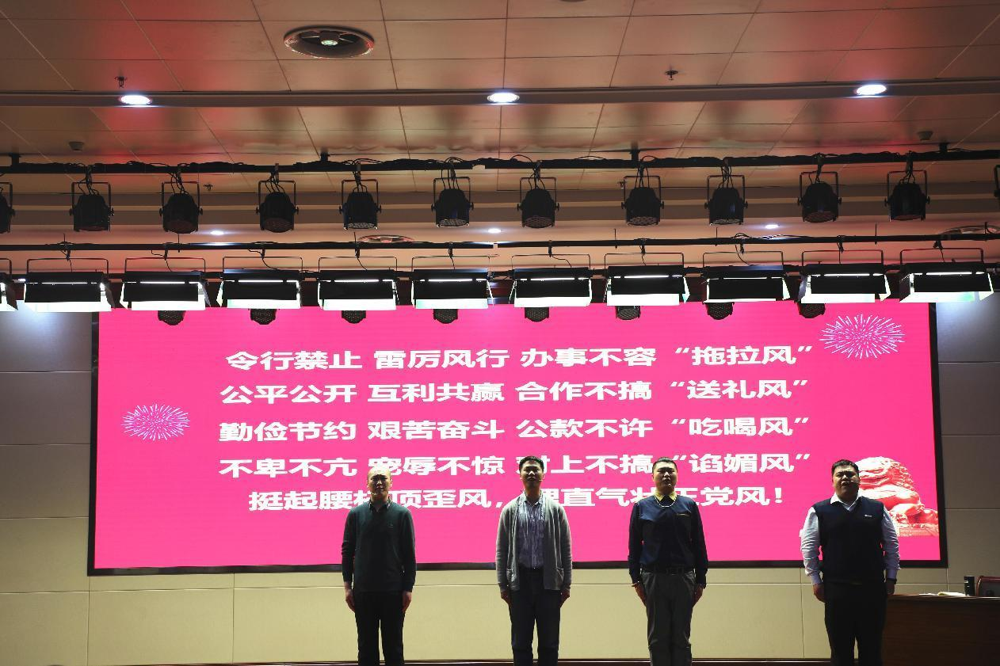 令行禁止 雷厉风行 办事不容“拖拉风”
公平公开 互利共赢 合作不搞“送礼风”
勤俭节约 艰苦奋斗 公款不许“吃喝风”
不卑不亢 宠辱不惊 对上不搞“谄媚风”
挺起腰 顶歪风， 直气壮 正党风！